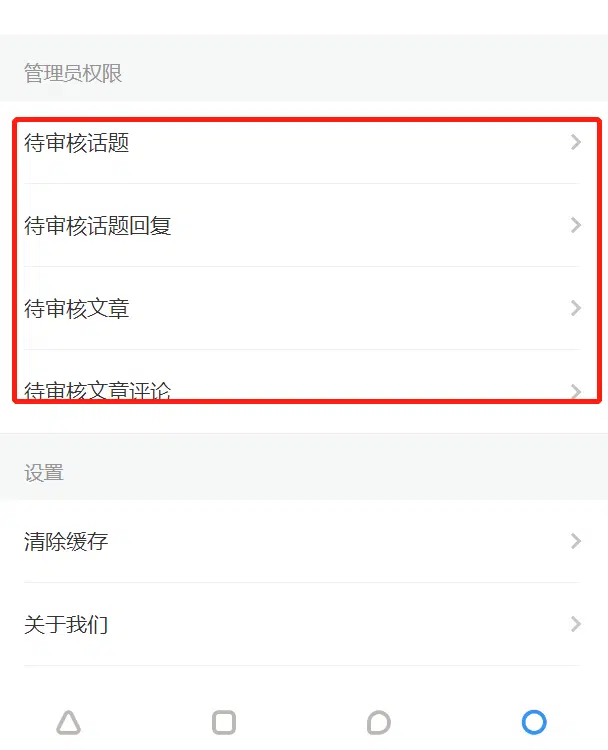 管理员权限
待审核话题
待审核话题回复
待审核文章
待审核文章评论
设置
清除缓存
关于我们